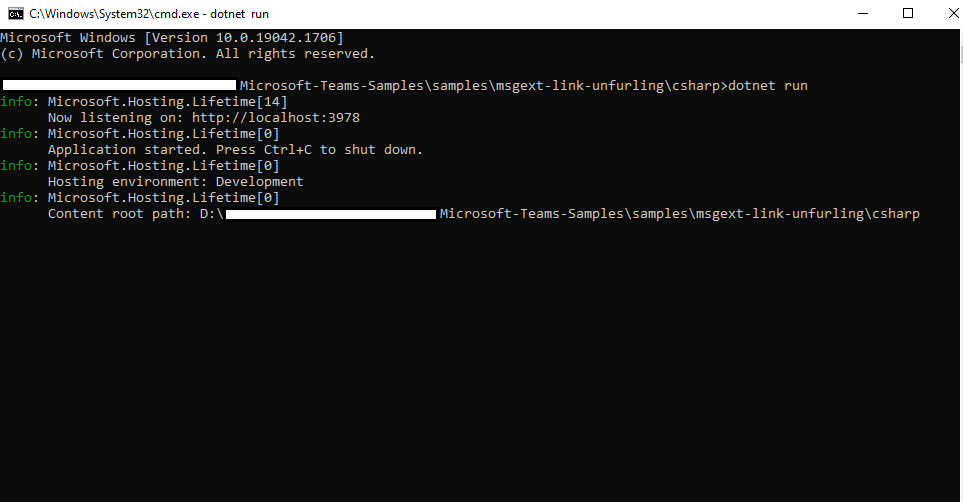 C:\Windows\System32\cmd.exe - dotnet run
Microsoft Windows [Version 10.0.19042.1706]
(c) Microsoft Corporation. All rights reserved.
Microsoft-Teams-Samples\samples\msgext-link-unfurling\csharp>dotnet run
info: Microsoft.Hosting.Lifetime[14]
Now listening on: http://localhost:3978
info: Microsoft.Hosting.Lifetime[0]
Application started. Press Ctrl+C to shut down.
info: Microsoft.Hosting.Lifetime[0]
Hosting environment: Development
info: Microsoft.Hosting.Lifetime[0]
Content root path: D:\ Microsoft-Teams-Samples\samples\msgext-link-unfurling\csharp